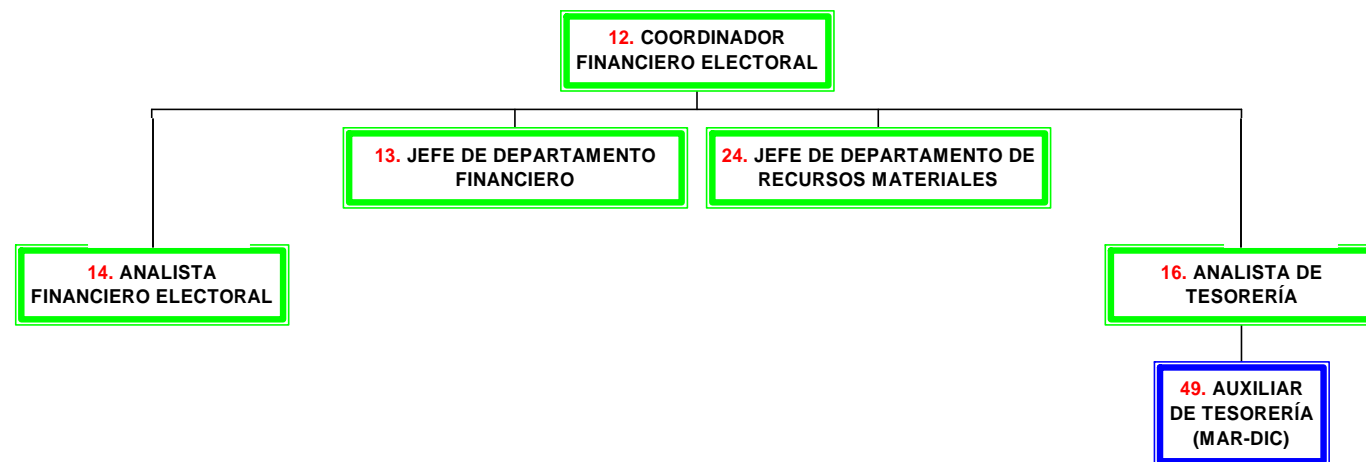 12. COORDINADOR
FINANCIERO ELECTORAL
13. JEFE DE DEPARTAMENTO
FINANCIERO
24. JEFE DE DEPARTAMENTO DE
RECURSOS MATERIALES
14. ANALISTA
FINANCIERO ELECTORAL
16. ANALISTA DE
TESORERÍA
49. AUXILIAR
DE TESORERÍA
(MAR-DIC)